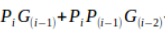 P_i G_{(i−1)} + P_i P_{(i−1)} G_{(i−2)}.